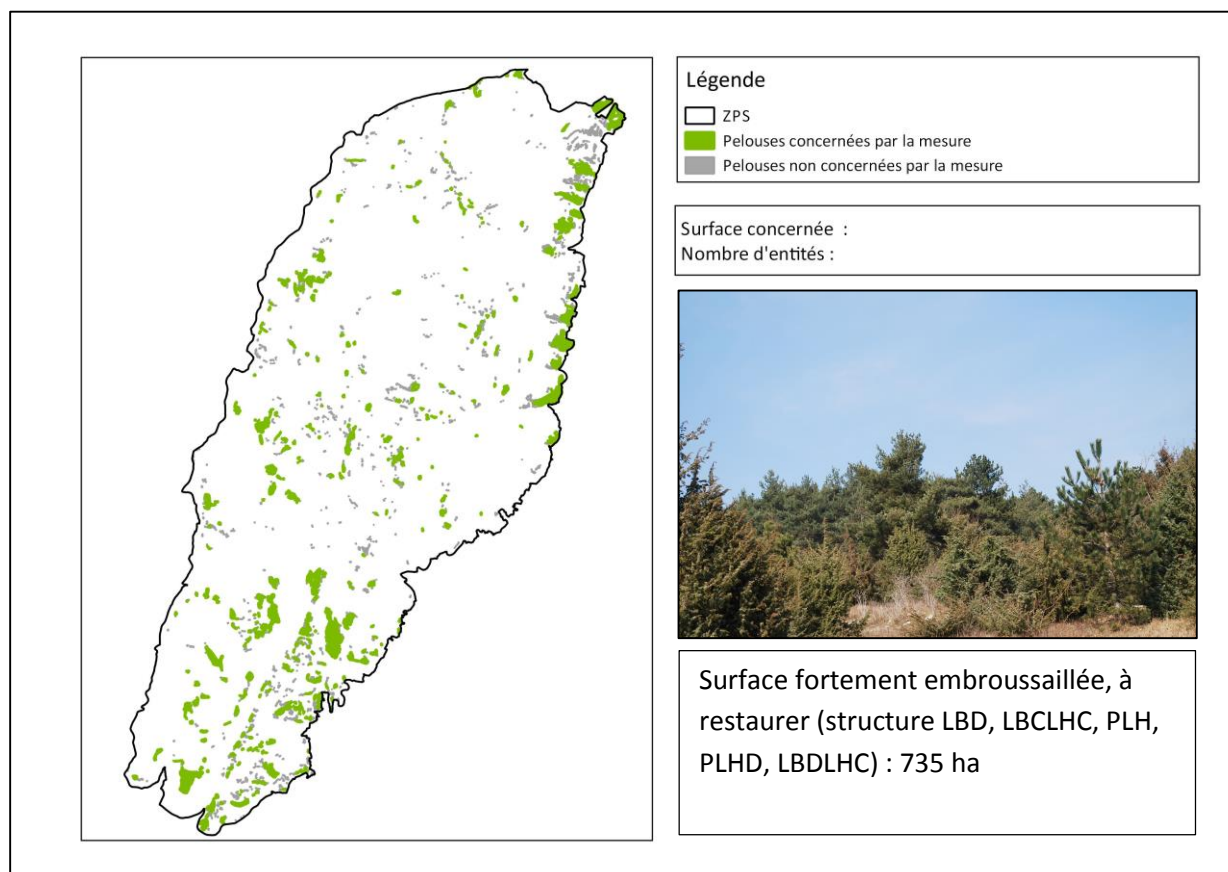 Légende
ZPS
Pelouses concernées par la mesure
Pelouses non concernées par la mesure
Surface concernée :
Nombre d'entités :
Surface fortement embroussaillée, à
restaurer (structure LBD, LBCLHC, PLH,
PLHD, LBDLHC) : 735 ha